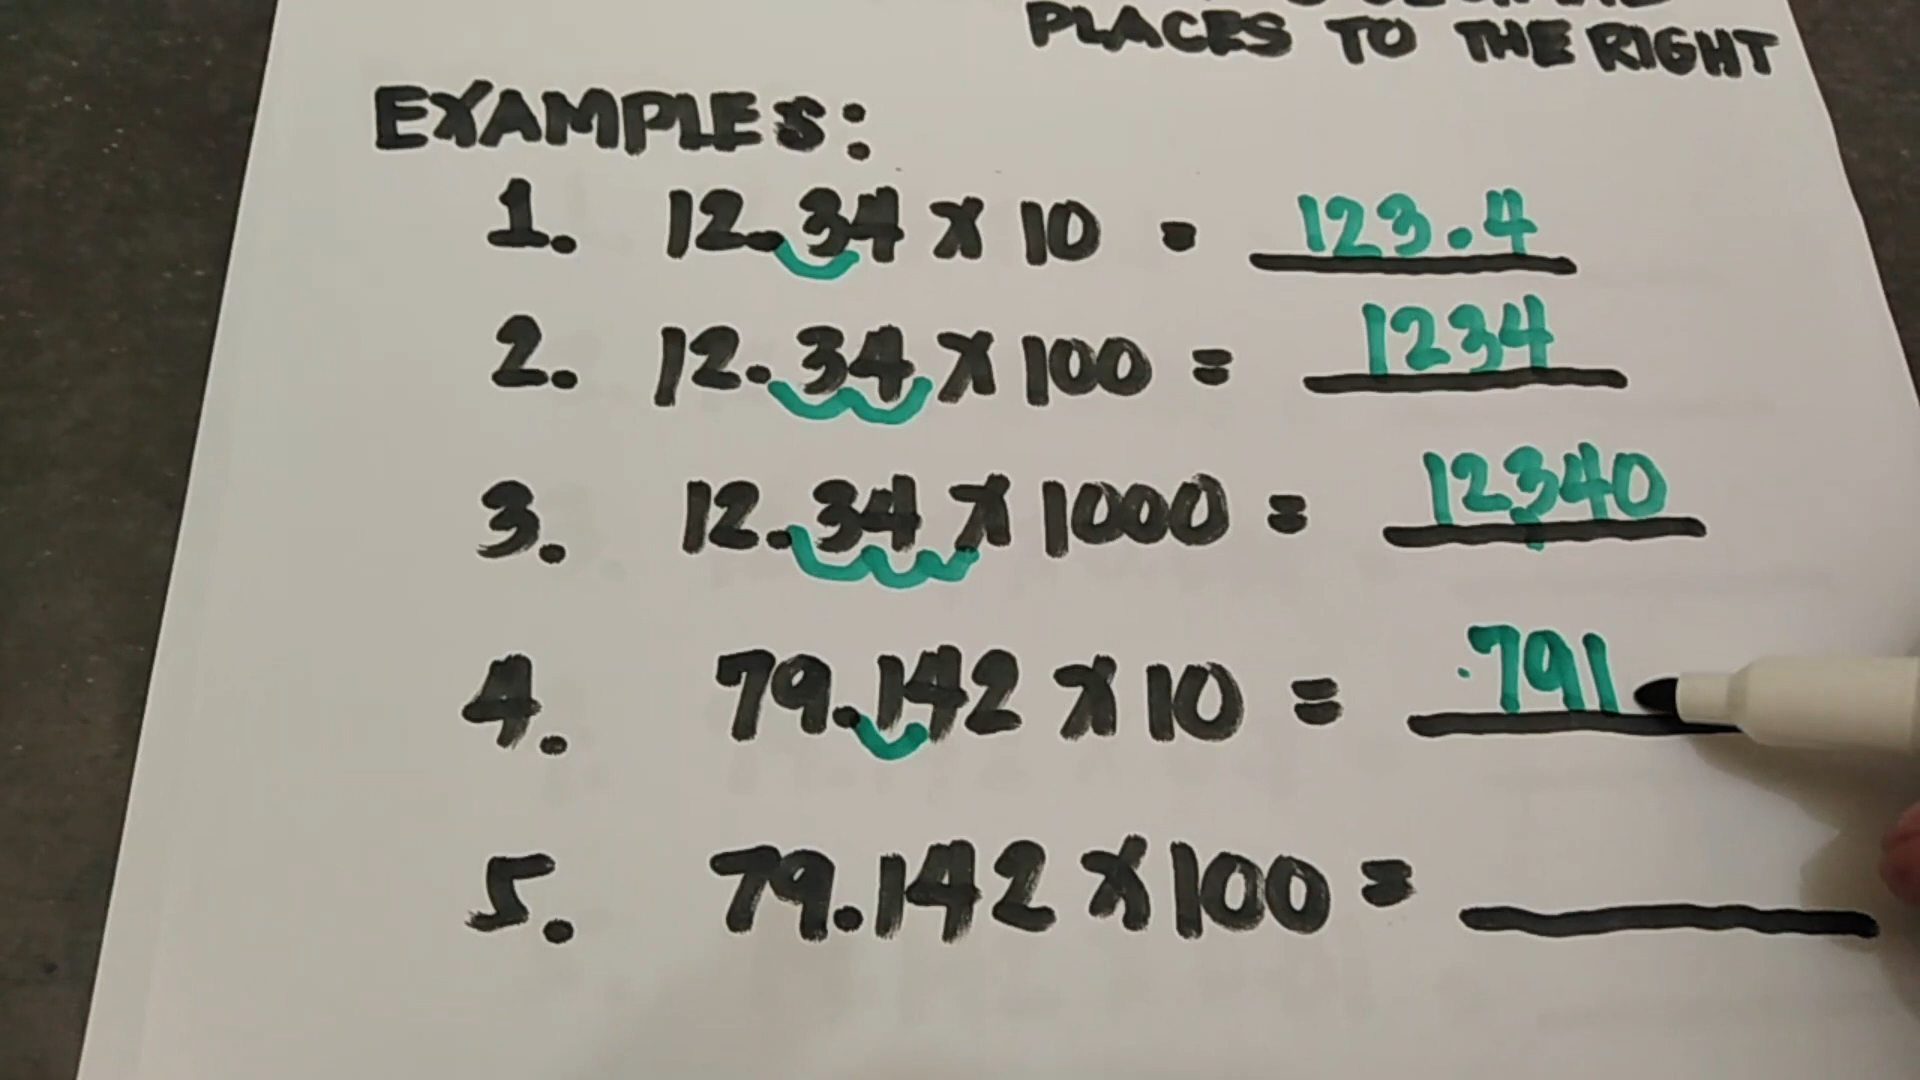 PLACES TO THE RIGHT
EXAMPLES:
1. 12.34 x 10 = 123.4
2. 12.34 x 100 = 1234
3. 12.34 x 1000 = 12340
4. 79.142 x 10 = 791
5. 79.142 x 100 =